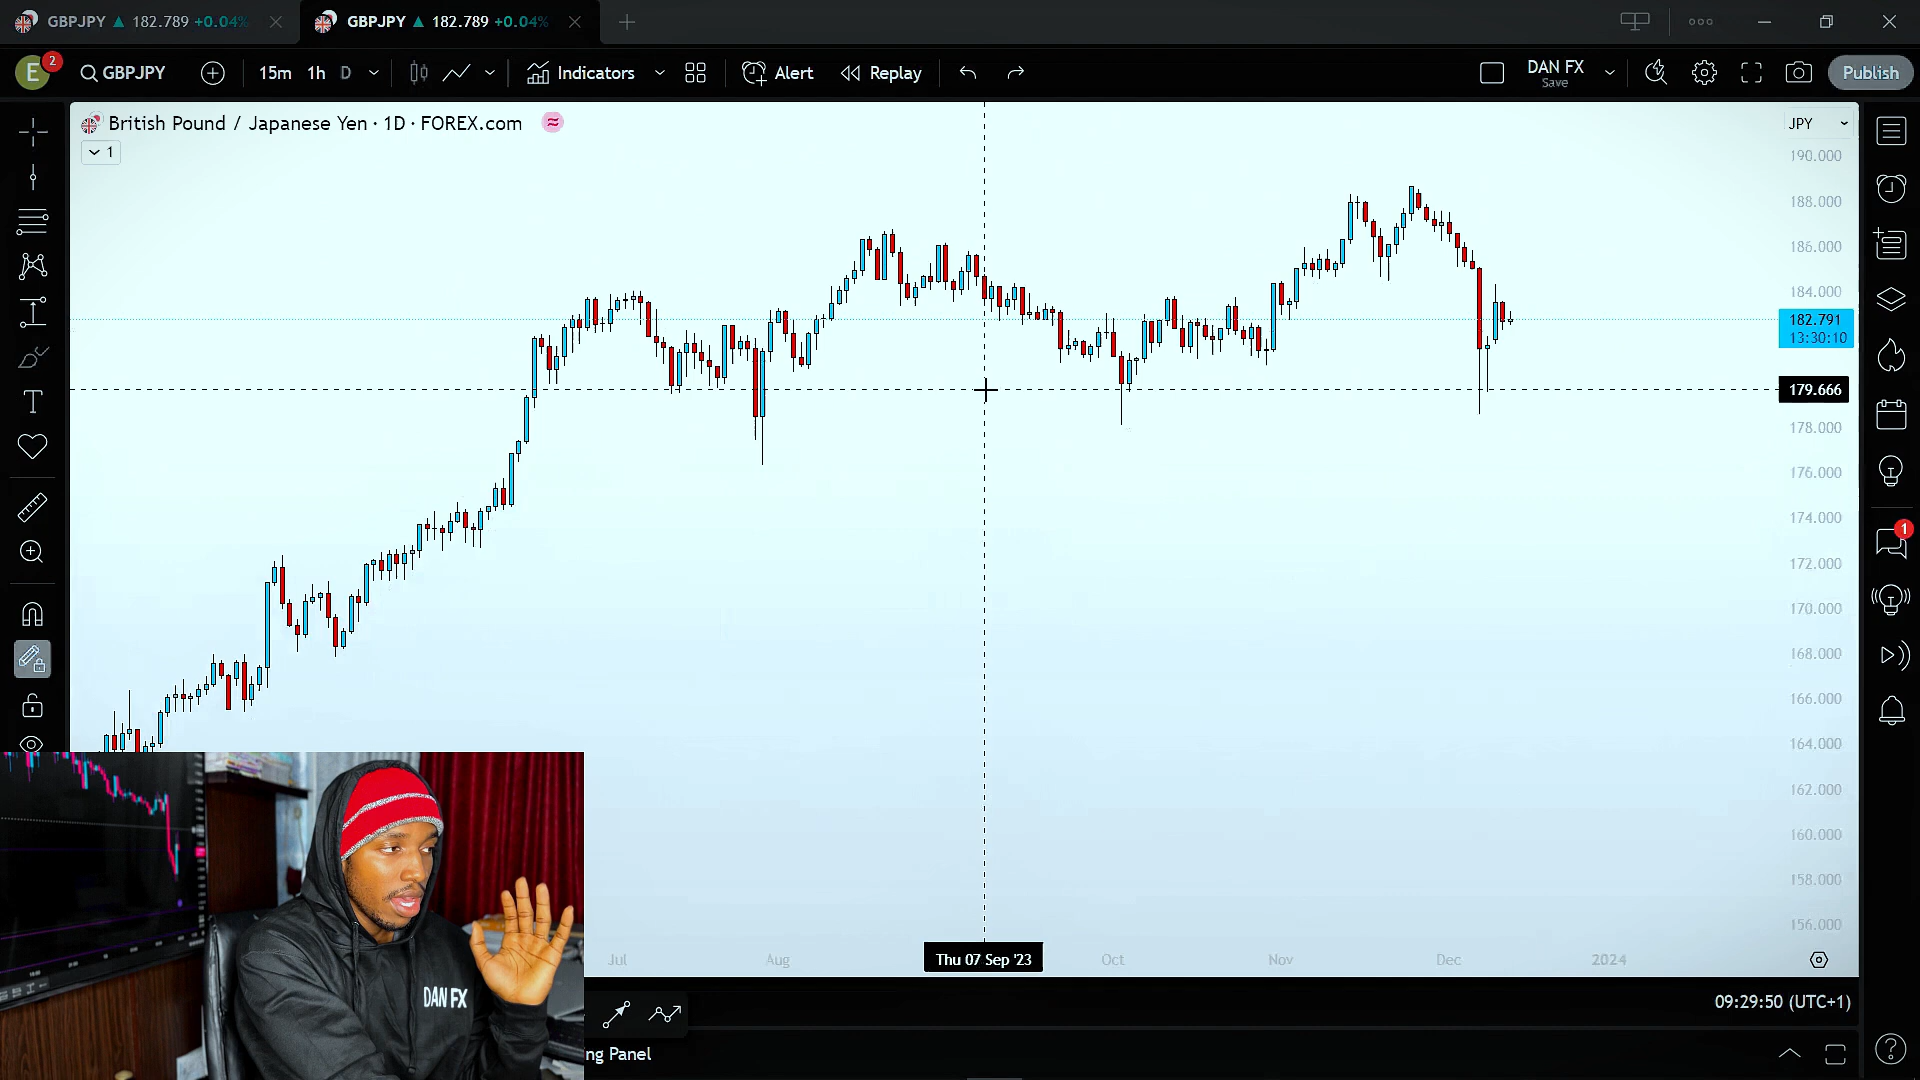 GBPJPY ▲ 182.789 +0.04%
GBPJPY ▲ 182.789 +0.04%
E 2
GBPJPY
15m 1h D
Indicators
Alert
Replay
DAN FX
Save
Publish
British Pound / Japanese Yen · 1D · FOREX.com
1
JPY
190.000
188.000
186.000
184.000
182.791
13:30:10
179.666
178.000
176.000
174.000
172.000
170.000
168.000
166.000
164.000
162.000
160.000
158.000
156.000
1
Jul
Aug
Thu 07 Sep '23
Oct
Nov
Dec
2024
09:29:50 (UTC+1)
ng Panel
DAN FX